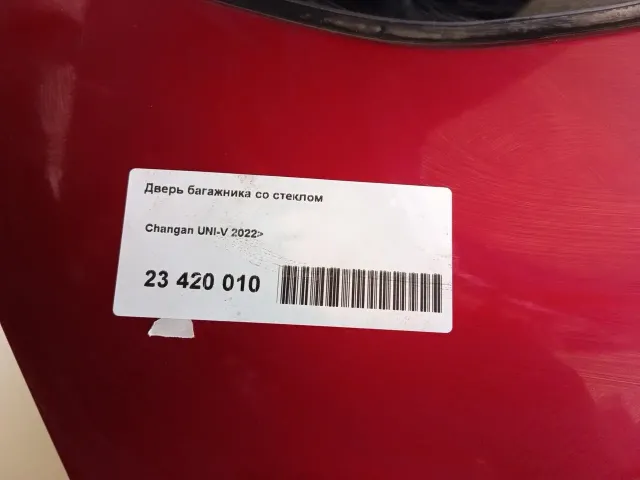 Дверь багажника со стеклом
Changan UNI-V 2022>
23 420 010